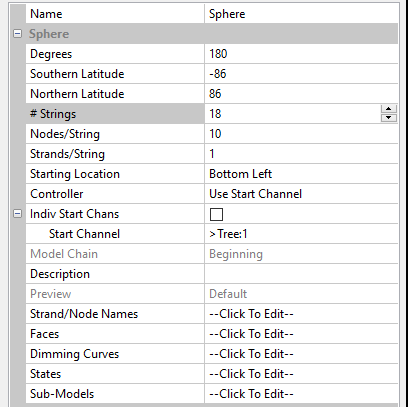 Name Sphere
Sphere
Degrees 180
Southern Latitude -86
Northern Latitude 86
# Strings 18
Nodes/String 10
Strands/String 1
Starting Location Bottom Left
Controller Use Start Channel
Indiv Start Chans
Start Channel >Tree:1
Model Chain Beginning
Description
Preview Default
Strand/Node Names --Click To Edit--
Faces --Click To Edit--
Dimming Curves --Click To Edit--
States --Click To Edit--
Sub-Models --Click To Edit--